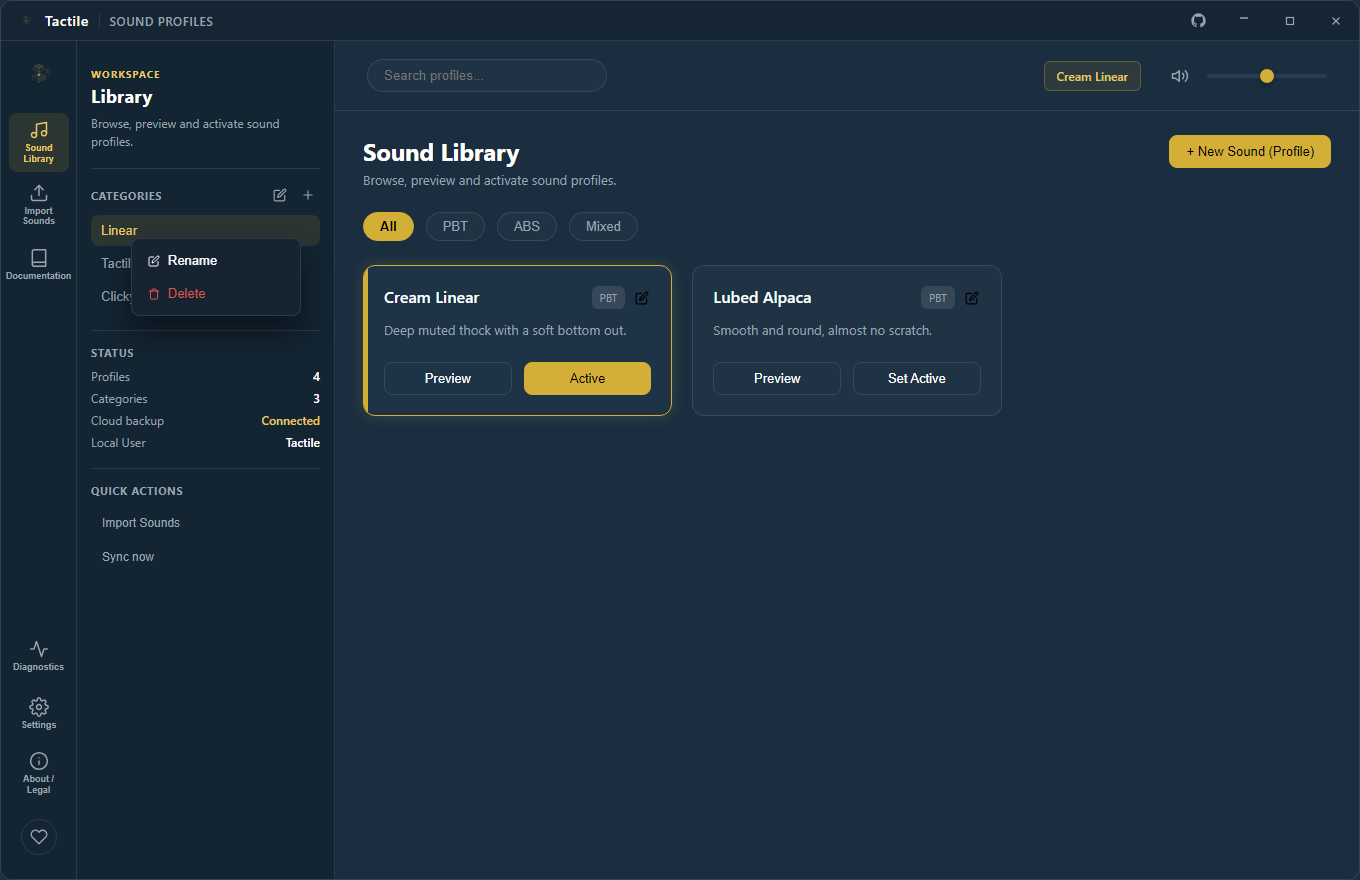 Tactile
SOUND PROFILES
Sound
Library
Import
Sounds
Documentation
Diagnostics
Settings
About /
Legal
WORKSPACE
Library
Browse, preview and activate sound
profiles.
CATEGORIES
Linear
Rename
Delete
STATUS
Profiles 4
Categories 3
Cloud backup Connected
Local User Tactile
QUICK ACTIONS
Import Sounds
Sync now
Search profiles...
Cream Linear
Sound Library
Browse, preview and activate sound profiles.
+ New Sound (Profile)
All PBT ABS Mixed
Cream Linear PBT
Deep muted thock with a soft bottom out.
Preview Active
Lubed Alpaca PBT
Smooth and round, almost no scratch.
Preview Set Active